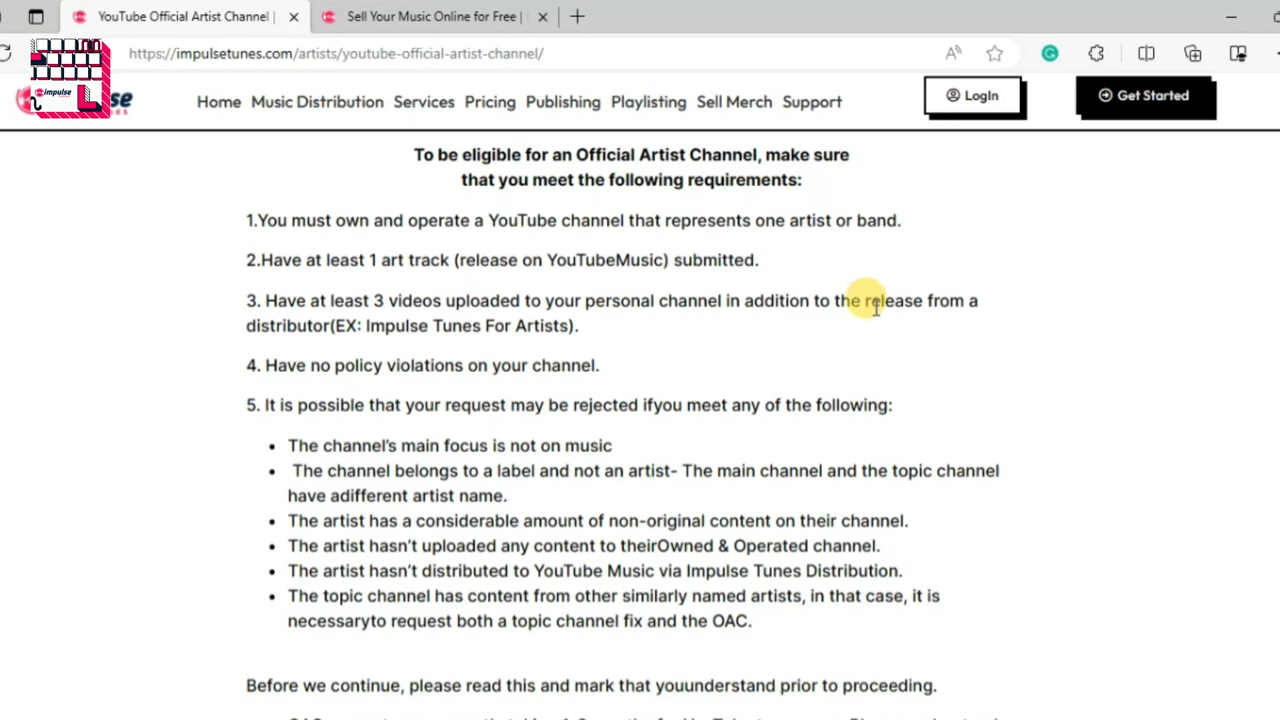 YouTube Official Artist Channel |
Sell Your Music Online for Free |
https://impulsetunes.com/artists/youtube-official-artist-channel/
impulse
Home Music Distribution Services Pricing Publishing Playlisting Sell Merch Support
LogIn
Get Started
To be eligible for an Official Artist Channel, make sure
that you meet the following requirements:
1.You must own and operate a YouTube channel that represents one artist or band.
2.Have at least 1 art track (release on YouTubeMusic) submitted.
3. Have at least 3 videos uploaded to your personal channel in addition to the release from a
distributor(EX: Impulse Tunes For Artists).
4. Have no policy violations on your channel.
5. It is possible that your request may be rejected ifyou meet any of the following:
• The channel’s main focus is not on music
• The channel belongs to a label and not an artist- The main channel and the topic channel
have adifferent artist name.
• The artist has a considerable amount of non-original content on their channel.
• The artist hasn’t uploaded any content to theirOwned & Operated channel.
• The artist hasn’t distributed to YouTube Music via Impulse Tunes Distribution.
• The topic channel has content from other similarly named artists, in that case, it is
necessaryto request both a topic channel fix and the OAC.
Before we continue, please read this and mark that youunderstand prior to proceeding.